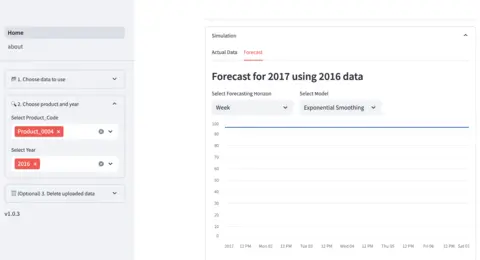 Home
about
1. Choose data to use
2. Choose product and year
Select Product_Code
Product_0004 ×
Select Year
2016 ×
(Optional) 3. Delete uploaded data
v1.0.3
Simulation
Actual Data Forecast
Forecast for 2017 using 2016 data
Select Forecasting Horizon Select Model
Week Exponential Smoothing
100
90
80
70
60
50
40
30
20
10
0
2017 12 PM Mon 02 12 PM Tue 03 12 PM Wed 04 12 PM Thu 05 12 PM Fri 06 12 PM Sat 07